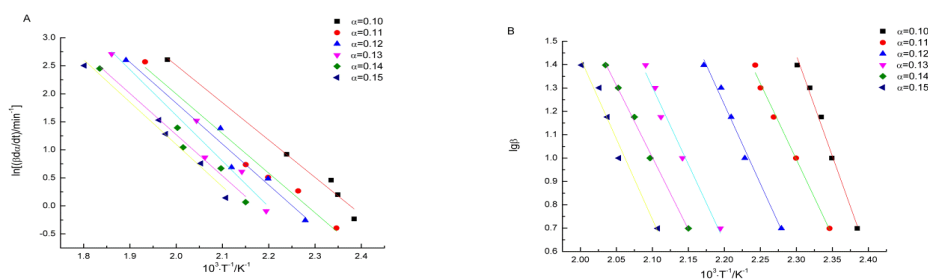 A
α=0.10
α=0.11
α=0.12
α=0.13
α=0.14
α=0.15
3.0
2.5
2.0
1.5
1.0
0.5
0.0
-0.5
ln[(βdα/dt)/min⁻¹]
1.8 1.9 2.0 2.1 2.2 2.3 2.4
10³·T⁻¹/K⁻¹
B
α=0.10
α=0.11
α=0.12
α=0.13
α=0.14
α=0.15
1.5
1.4
1.3
1.2
1.1
1.0
0.9
0.8
0.7
lgβ
2.00 2.05 2.10 2.15 2.20 2.25 2.30 2.35 2.40
10³·T⁻¹/K⁻¹